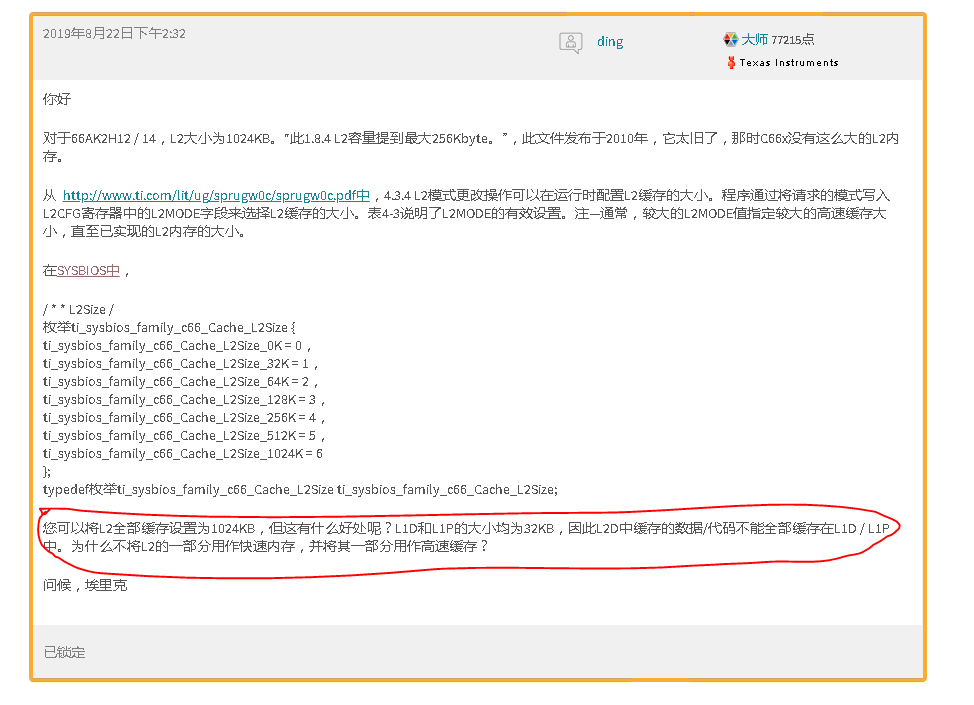 2019年8月22日下午2:32
ding
大师 77215点
Texas Instruments
你好
对于66AK2H12 / 14，L2大小为1024KB。“此1.8.4 L2容量提到最大256Kbyte。”，此文件发布于2010年，它太旧了，那时C66x没有这么大的L2内
存。
从 http://www.ti.com/lit/ug/sprugw0c/sprugw0c.pdf中，4.3.4 L2模式更改操作可以在运行时配置L2缓存的大小。程序通过将请求的模式写入
L2CFG寄存器中的L2MODE字段来选择L2缓存的大小。表4-3说明了L2MODE的有效设置。注—通常，较大的L2MODE值指定较大的高速缓存大
小，直至已实现的L2内存的大小。
在SYSBIOS中，
/ * * L2Size /
枚举ti_sysbios_family_c66_Cache_L2Size {
ti_sysbios_family_c66_Cache_L2Size_0K = 0，
ti_sysbios_family_c66_Cache_L2Size_32K = 1，
ti_sysbios_family_c66_Cache_L2Size_64K = 2，
ti_sysbios_family_c66_Cache_L2Size_128K = 3，
ti_sysbios_family_c66_Cache_L2Size_256K = 4，
ti_sysbios_family_c66_Cache_L2Size_512K = 5，
ti_sysbios_family_c66_Cache_L2Size_1024K = 6
};
typedef枚举ti_sysbios_family_c66_Cache_L2Size ti_sysbios_family_c66_Cache_L2Size;
您可以将L2全部缓存设置为1024KB，但这有什么好处呢？L1D和L1P的大小均为32KB，因此L2D中缓存的数据/代码不能全部缓存在L1D / L1P
中。为什么不将L2的一部分用作快速内存，并将其一部分用作高速缓存？
问候，埃里克
已锁定